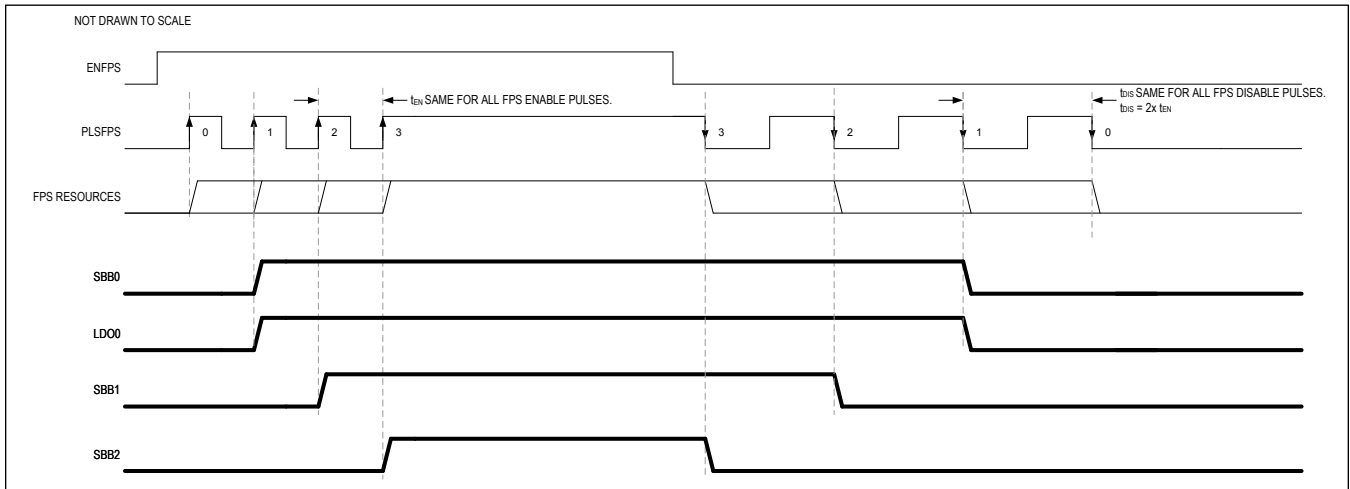 NOT DRAWN TO SCALE
ENFPS
tEN SAME FOR ALL FPS ENABLE PULSES.
tDIS SAME FOR ALL FPS DISABLE PULSES.
tDIS = 2x tEN
PLSFPS
0 1 2 3 3 2 1 0
FPS RESOURCES
SBB0
LDO0
SBB1
SBB2